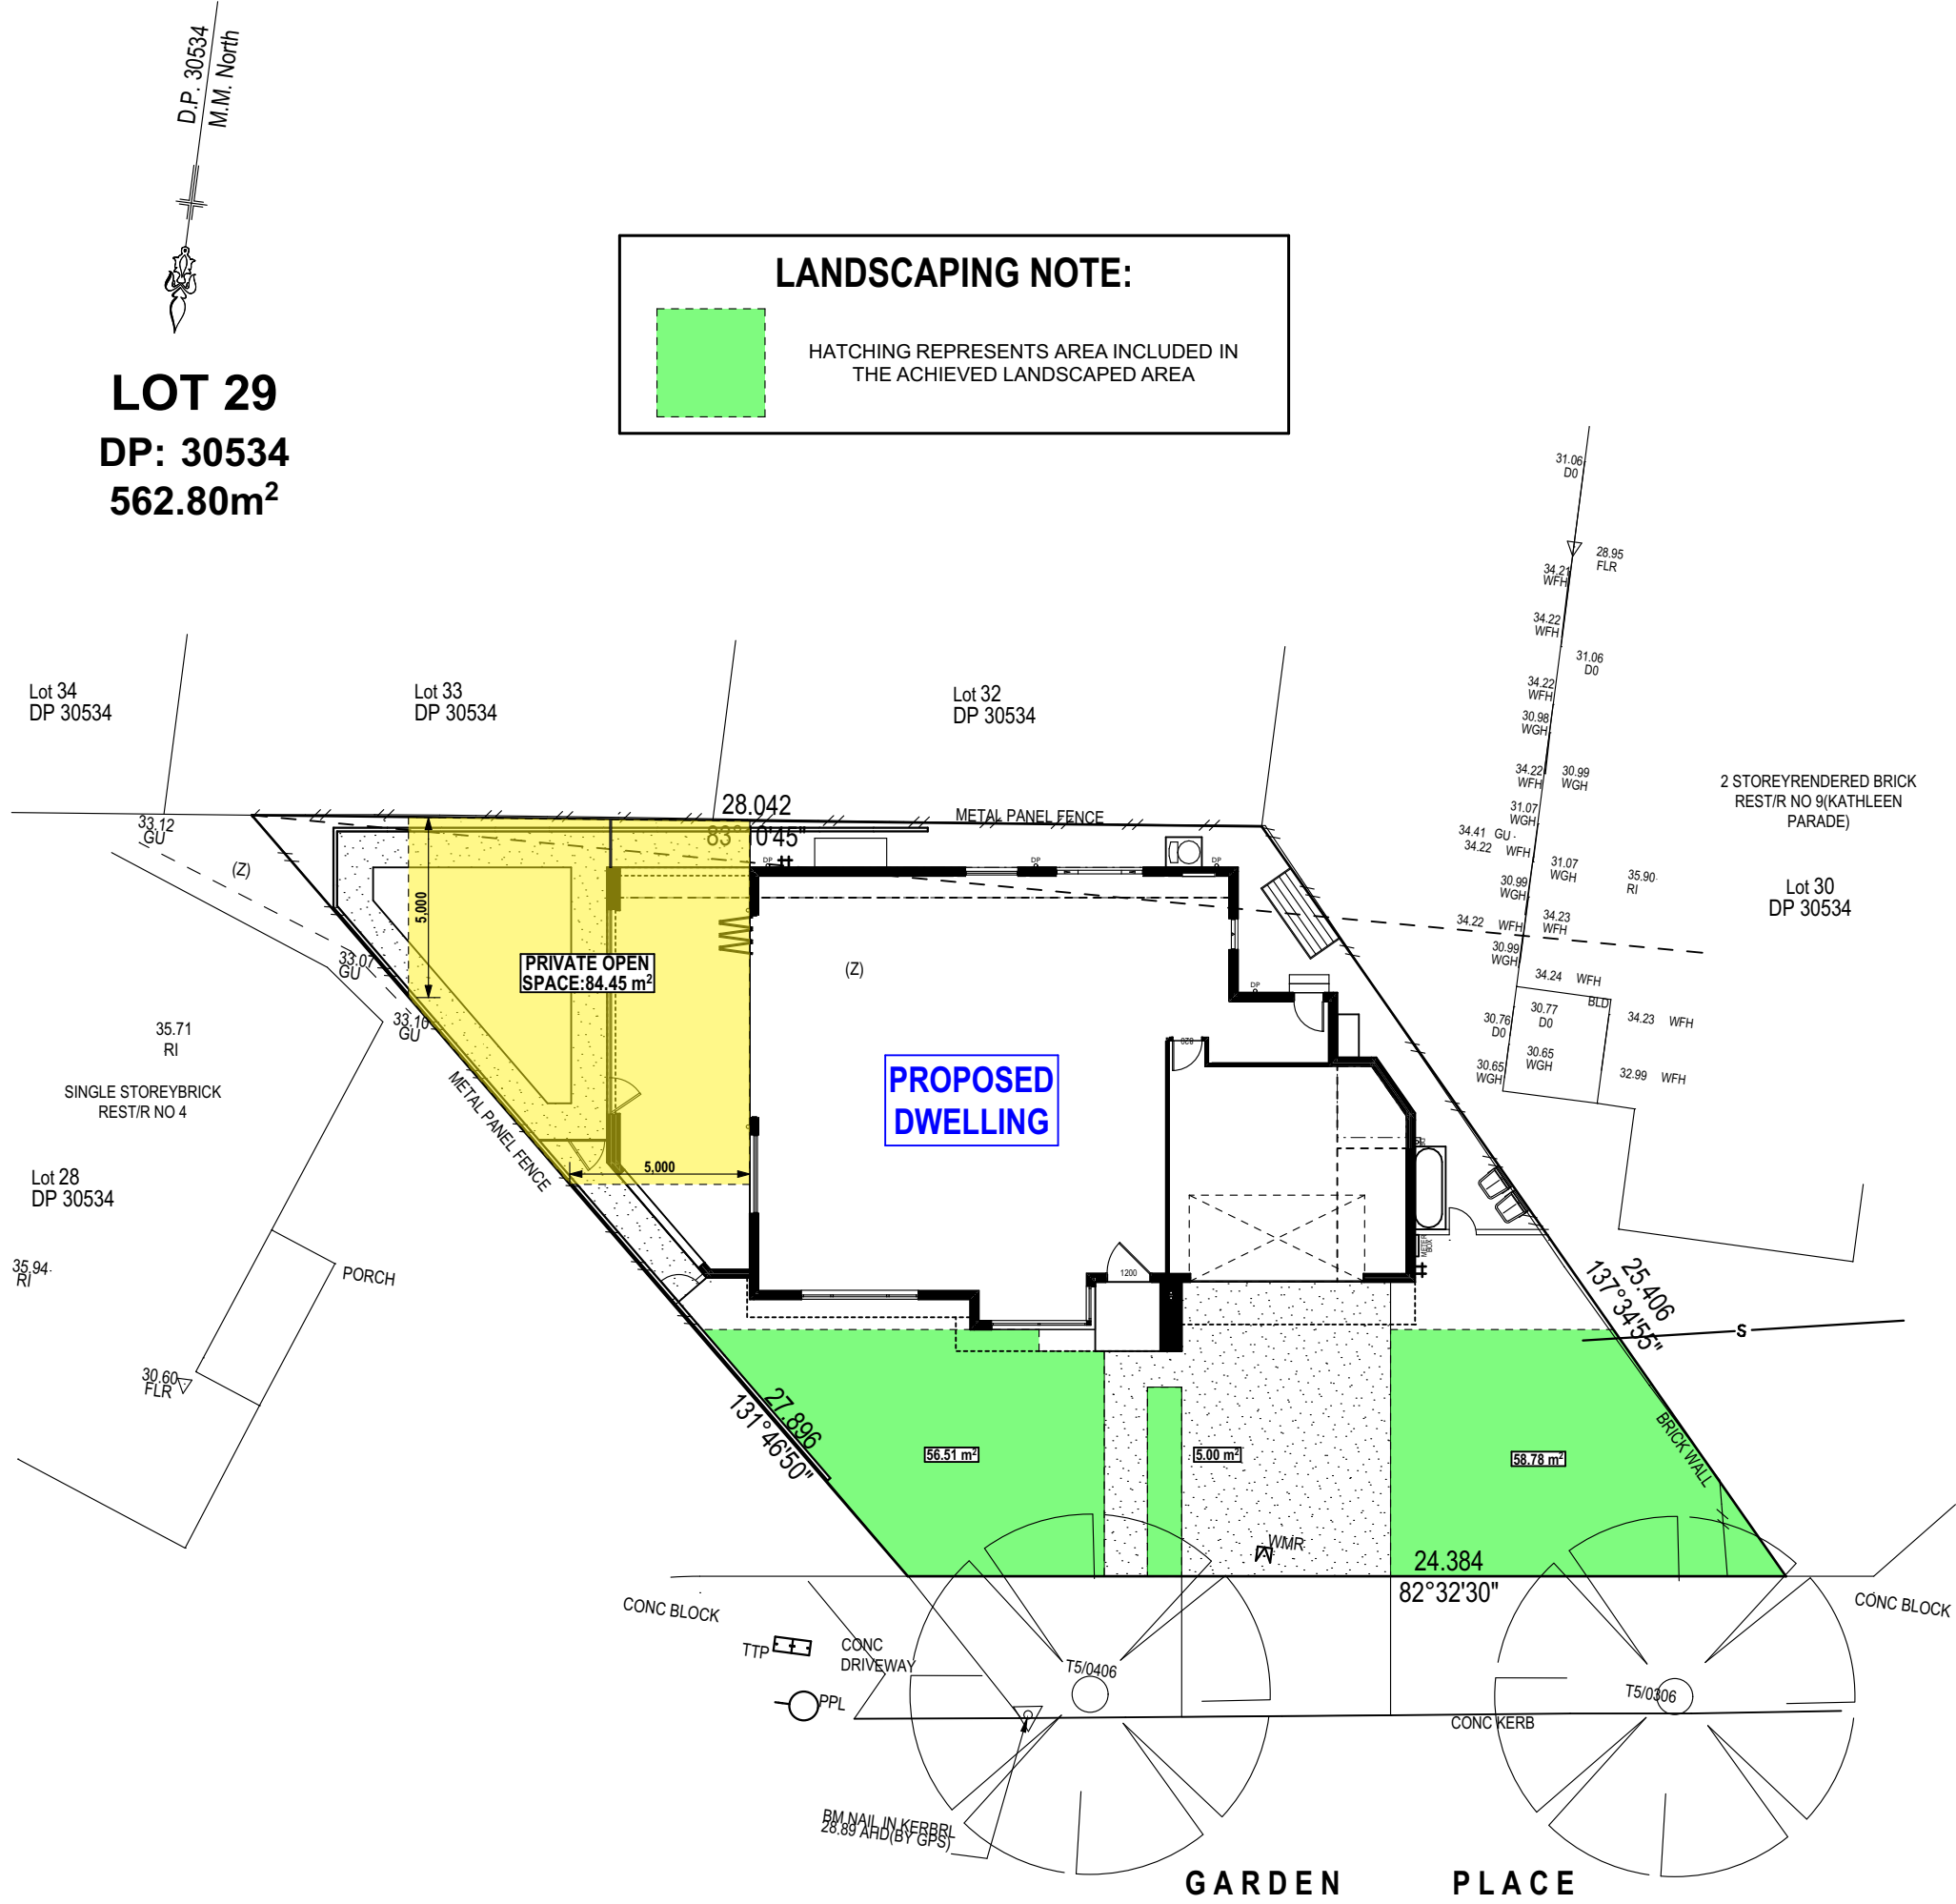 D.P. 30534
M.M. North
LOT 29
DP: 30534
562.80m²
LANDSCAPING NOTE:
HATCHING REPRESENTS AREA INCLUDED IN
THE ACHIEVED LANDSCAPED AREA
31.06
D0
28.95
FLR
34.21
WFH
34.22
WFH
31.06
D0
34.22
WFH
30.98
WGH
34.22
WFH
30.99
WGH
31.07
WGH
34.41 GU
34.22 WFH
31.07
WGH
30.99
WGH
35.90
RI
34.22 WFH
34.23
WFH
30.99
WGH
34.24 WFH
BLD
30.76
D0
30.77
D0
34.23 WFH
30.65
WGH
30.65
WGH
32.99 WFH
2 STOREYRENDERED BRICK
REST/R NO 9(KATHLEEN
PARADE)
Lot 30
DP 30534
Lot 34
DP 30534
Lot 33
DP 30534
Lot 32
DP 30534
28.042
METAL PANEL FENCE
33.12
GU
(Z)
DP
DP
DP
5,000
33.07
GU
33.10
GU
PRIVATE OPEN
SPACE:84.45 m²
(Z)
DP
820
PROPOSED
DWELLING
35.71
RI
SINGLE STOREYBRICK
REST/R NO 4
METAL PANEL FENCE
5,000
Lot 28
DP 30534
35.94
RI
PORCH
30.60
FLR
1200
METER
BOX
25.406
137°34'55"
S
BRICK WALL
27.896
131°46'50"
56.51 m²
5.00 m²
58.78 m²
WMR
24.384
82°32'30"
CONC BLOCK
CONC BLOCK
TTP
CONC
DRIVEWAY
PPL
T5/0406
T5/0306
CONC KERB
BM NAIL IN KERBRL
28.89 AHD(BY GPS)
GARDEN PLACE